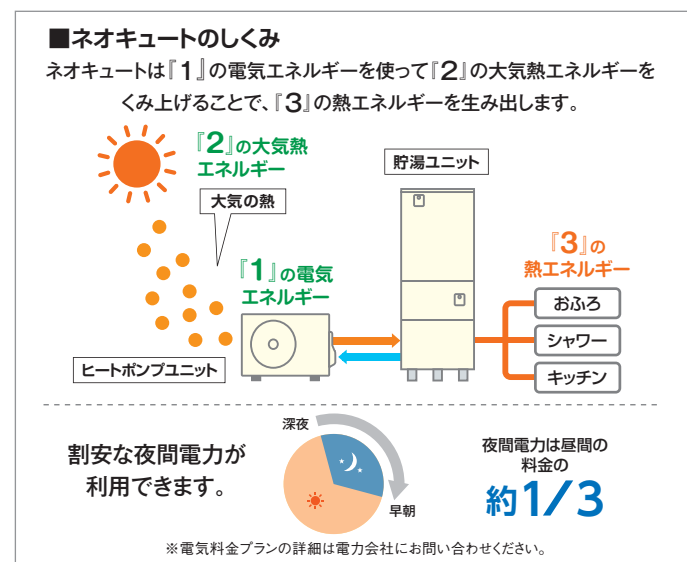 ■ネオキュートのしくみ
ネオキュートは『1』の電気エネルギーを使って『2』の大気熱エネルギーを
くみ上げることで、『3』の熱エネルギーを生み出します。
『2』の大気熱
エネルギー
大気の熱
貯湯ユニット
『1』の電気
エネルギー
『3』の
熱エネルギー
おふろ
シャワー
キッチン
ヒートポンプユニット
割安な夜間電力が
利用できます。
深夜
早朝
夜間電力は昼間の
料金の
約1/3
※電気料金プランの詳細は電力会社にお問い合わせください。